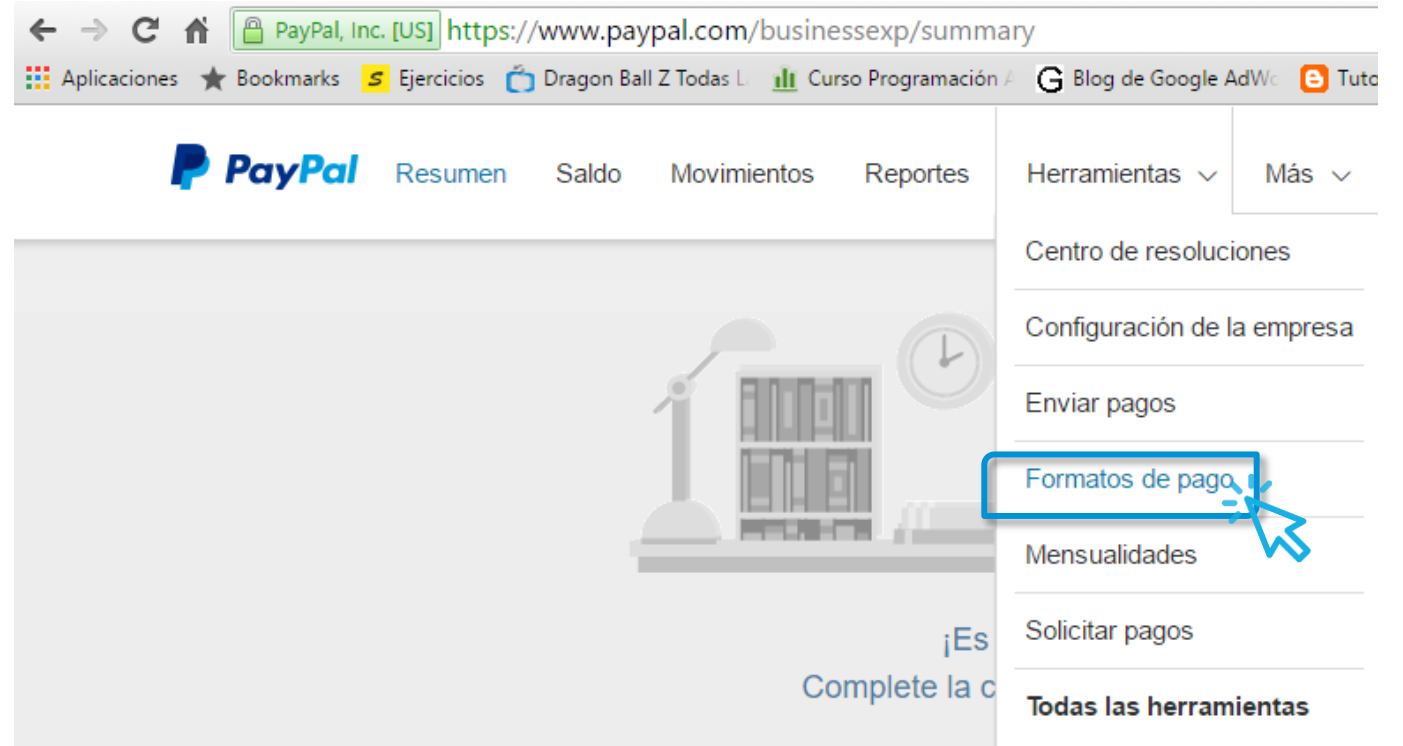 PayPal, Inc. [US] https://www.paypal.com/businessexp/summary
Aplicaciones Bookmarks S Ejercicios Dragon Ball Z Todas L Curso Programación A G Blog de Google AdWo Tuto
PayPal Resumen Saldo Movimientos Reportes Herramientas Más
Centro de resoluciones
Configuración de la empresa
Enviar pagos
Formatos de pago
Mensualidades
¡Es
Solicitar pagos
Complete la c
Todas las herramientas